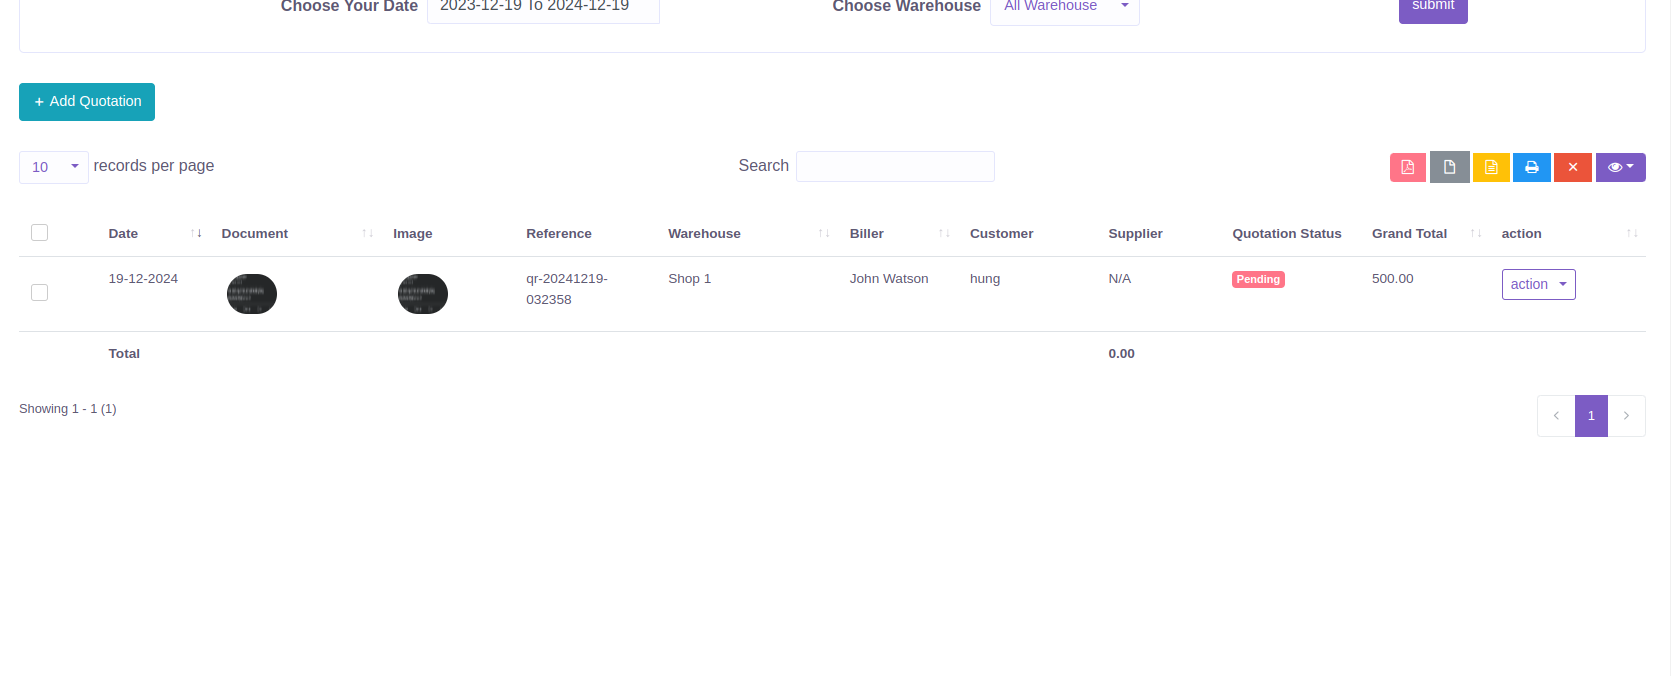 Choose Your Date 2023-12-19 To 2024-12-19 Choose Warehouse All Warehouse submit
+ Add Quotation
10 records per page Search
Date Document Image Reference Warehouse Biller Customer Supplier Quotation Status Grand Total action
19-12-2024 qr-20241219-032358 Shop 1 John Watson hung N/A Pending 500.00 action
Total 0.00
Showing 1 - 1 (1)
1